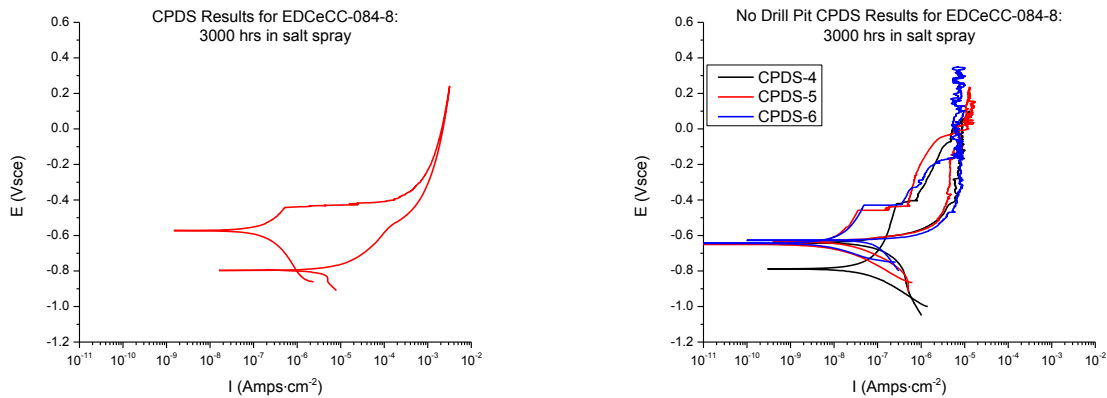 CPDS Results for EDCeCC-084-8:
3000 hrs in salt spray
0.6
0.4
0.2
0.0
-0.2
-0.4
-0.6
-0.8
-1.0
-1.2
E (Vsce)
10⁻¹¹ 10⁻¹⁰ 10⁻⁹ 10⁻⁸ 10⁻⁷ 10⁻⁶ 10⁻⁵ 10⁻⁴ 10⁻³ 10⁻²
I (Amps·cm⁻²)
No Drill Pit CPDS Results for EDCeCC-084-8:
3000 hrs in salt spray
CPDS-4
CPDS-5
CPDS-6
0.6
0.4
0.2
0.0
-0.2
-0.4
-0.6
-0.8
-1.0
-1.2
E (Vsce)
10⁻¹¹ 10⁻¹⁰ 10⁻⁹ 10⁻⁸ 10⁻⁷ 10⁻⁶ 10⁻⁵ 10⁻⁴ 10⁻³ 10⁻²
I (Amps·cm⁻²)